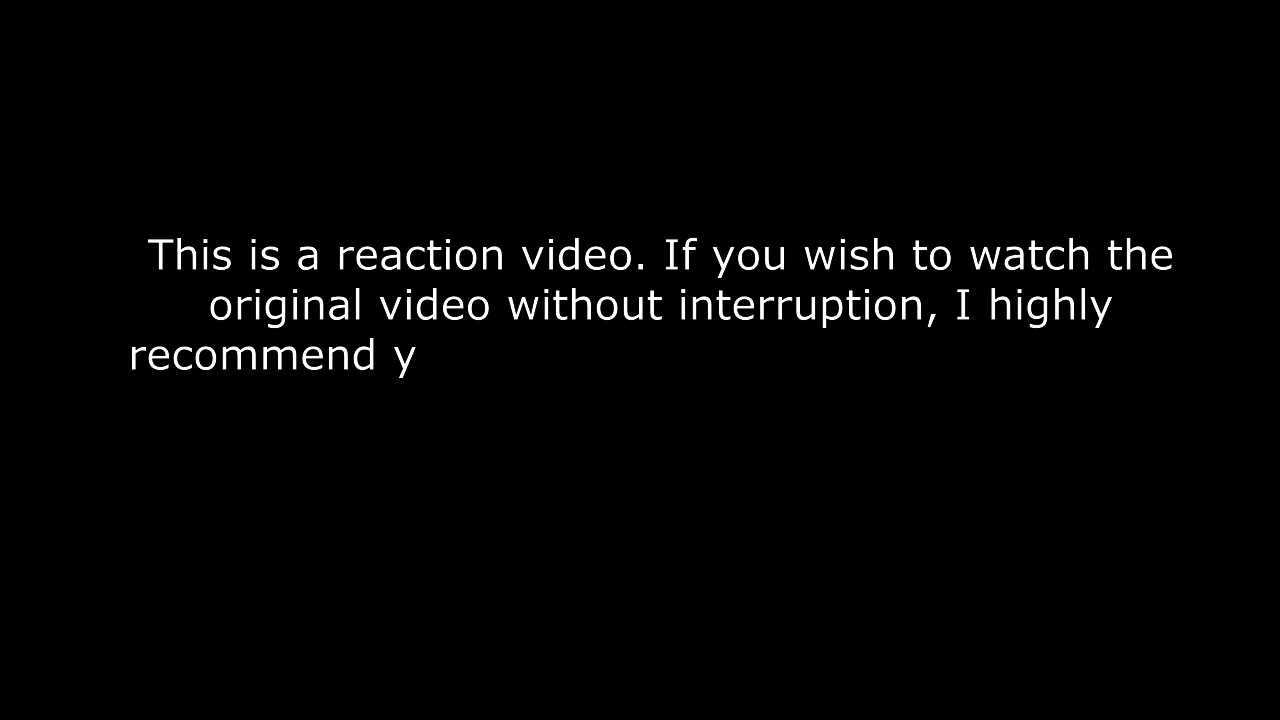 This is a reaction video. If you wish to watch the
original video without interruption, I highly
recommend y